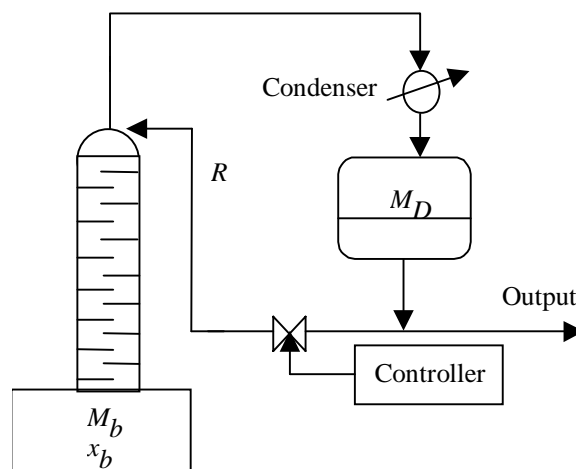 Condenser
R
M_D
Output
Controller
M_b
x_b